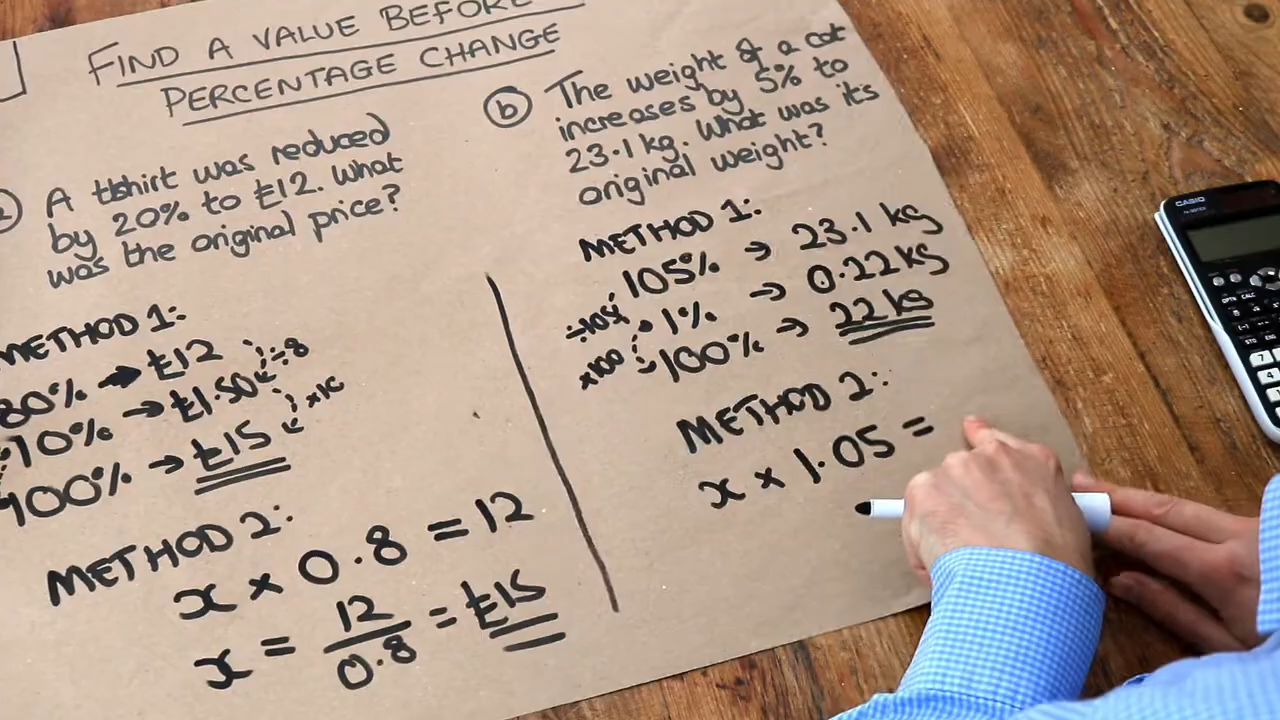 FIND A VALUE BEFORE
PERCENTAGE CHANGE
A tshirt was reduced
by 20% to £12. What
was the original price?
METHOD 1:
80% → £12
÷8
10% → £1.50
×10
100% → £15
METHOD 2:
x × 0.8 = 12
x = 12/0.8 = £15
b
The weight of a cat
increases by 5% to
23.1 kg. What was its
original weight?
METHOD 1:
105% → 23.1 kg
÷105
1% → 0.22 kg
×100
100% → 22 kg
METHOD 2:
x × 1.05 =
CASIO